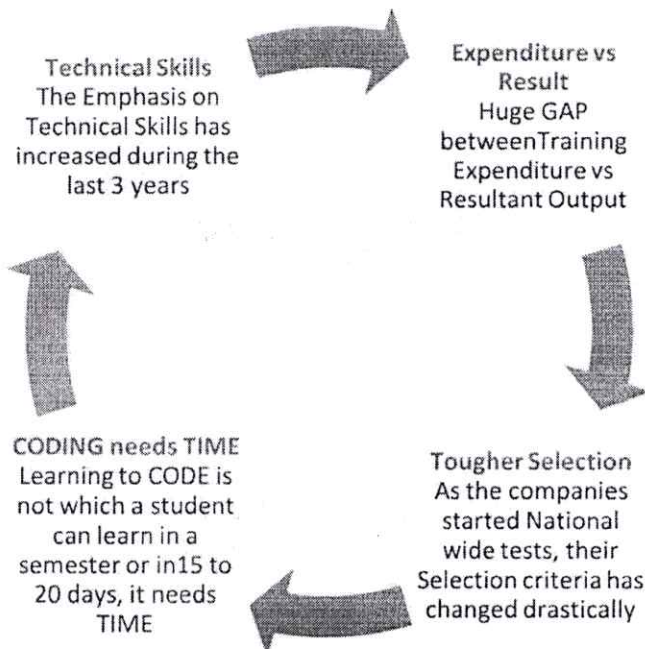 Technical Skills
The Emphasis on
Technical Skills has
increased during the
last 3 years
Expenditure vs
Result
Huge GAP
betweenTraining
Expenditure vs
Resultant Output
Tougher Selection
As the companies
started National
wide tests, their
Selection criteria has
changed drastically
CODING needs TIME
Learning to CODE is
not which a student
can learn in a
semester or in15 to
20 days, it needs
TIME